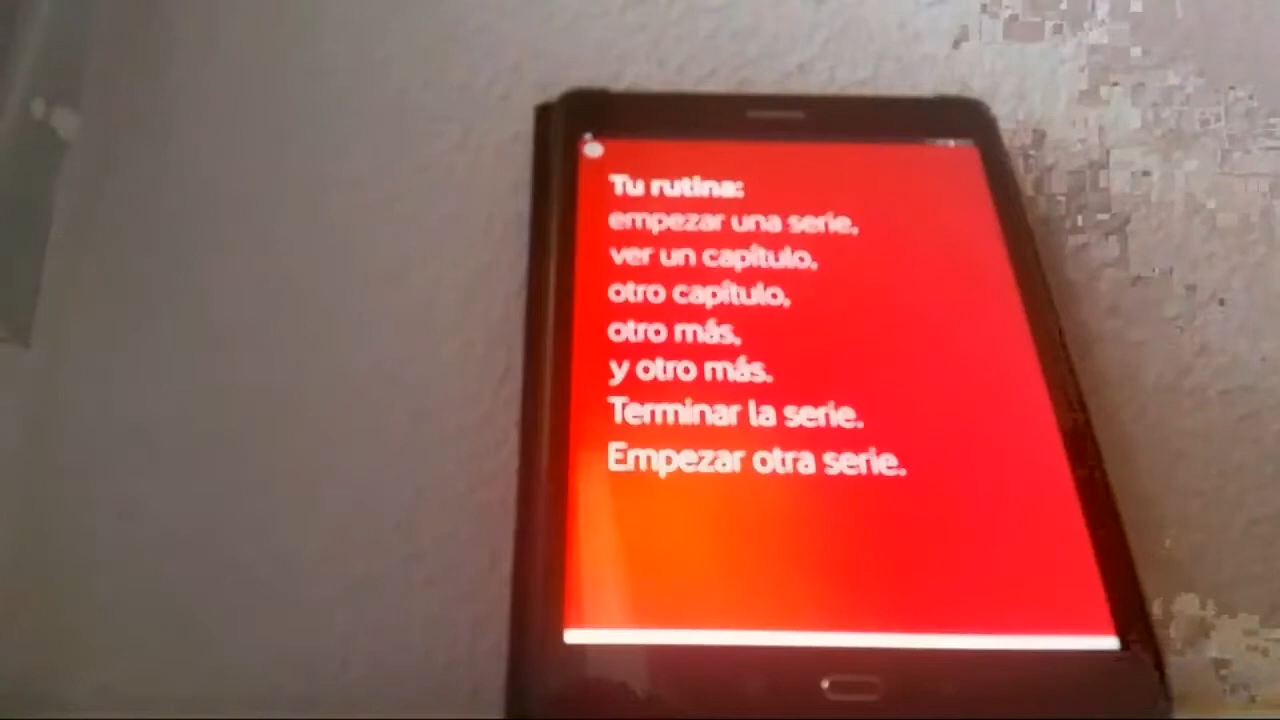 Tu rutina:
empezar una serie,
ver un capítulo,
otro capítulo,
otro más,
y otro más.
Terminar la serie.
Empezar otra serie.